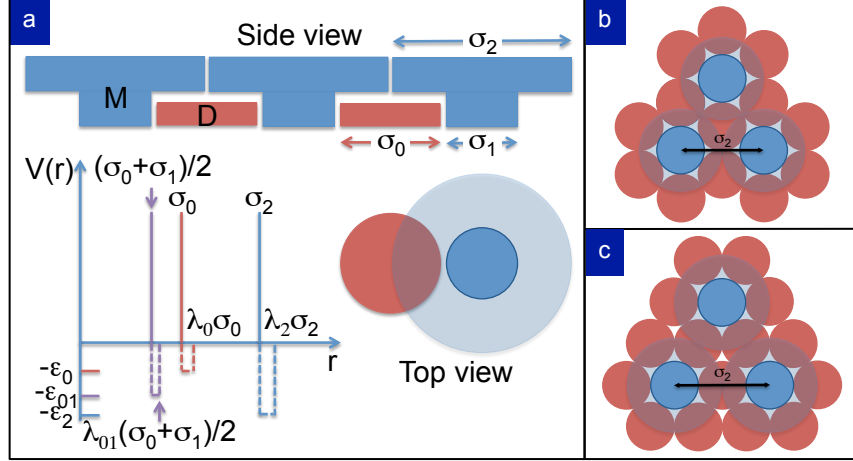 a
Side view
σ₂
M
D
σ₀
σ₁
V(r)
(σ₀+σ₁)/2
σ₀
σ₂
λ₀σ₀
λ₂σ₂
r
-ε₀
-ε₀₁
-ε₂
λ₀₁(σ₀+σ₁)/2
Top view
b
σ₂
c
σ₂